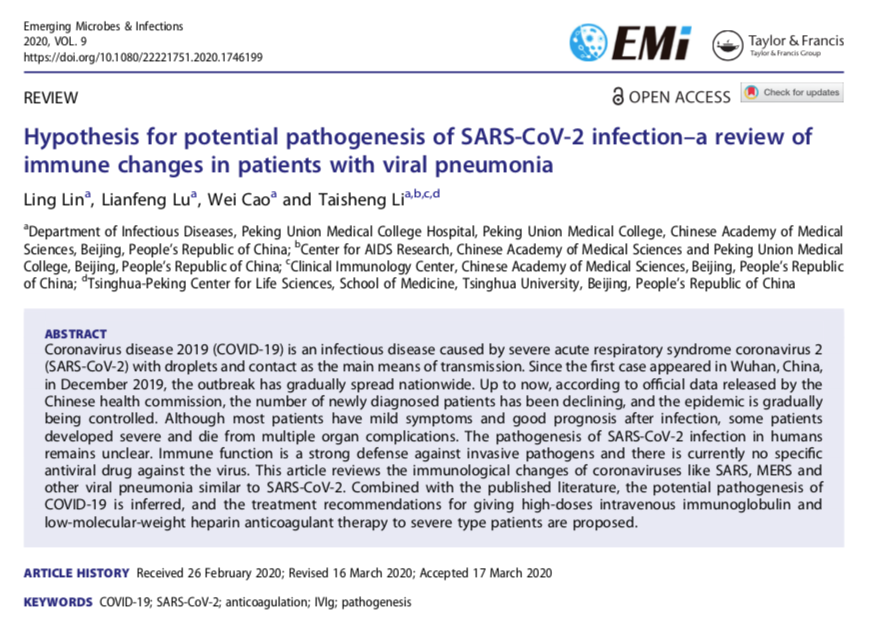 Emerging Microbes & Infections
2020, VOL. 9
https://doi.org/10.1080/22221751.2020.1746199
EMi
Taylor & Francis
Taylor & Francis Group
REVIEW
OPEN ACCESS
Check for updates
Hypothesis for potential pathogenesis of SARS-CoV-2 infection–a review of
immune changes in patients with viral pneumonia
Ling Linᵃ, Lianfeng Luᵃ, Wei Caoᵃ and Taisheng Liᵃ,ᵇ,ᶜ,ᵈ
ᵃDepartment of Infectious Diseases, Peking Union Medical College Hospital, Peking Union Medical College, Chinese Academy of Medical
Sciences, Beijing, People's Republic of China; ᵇCenter for AIDS Research, Chinese Academy of Medical Sciences and Peking Union Medical
College, Beijing, People's Republic of China; ᶜClinical Immunology Center, Chinese Academy of Medical Sciences, Beijing, People's Republic
of China; ᵈTsinghua-Peking Center for Life Sciences, School of Medicine, Tsinghua University, Beijing, People's Republic of China
ABSTRACT
Coronavirus disease 2019 (COVID-19) is an infectious disease caused by severe acute respiratory syndrome coronavirus 2
(SARS-CoV-2) with droplets and contact as the main means of transmission. Since the first case appeared in Wuhan, China,
in December 2019, the outbreak has gradually spread nationwide. Up to now, according to official data released by the
Chinese health commission, the number of newly diagnosed patients has been declining, and the epidemic is gradually
being controlled. Although most patients have mild symptoms and good prognosis after infection, some patients
developed severe and die from multiple organ complications. The pathogenesis of SARS-CoV-2 infection in humans
remains unclear. Immune function is a strong defense against invasive pathogens and there is currently no specific
antiviral drug against the virus. This article reviews the immunological changes of coronaviruses like SARS, MERS and
other viral pneumonia similar to SARS-CoV-2. Combined with the published literature, the potential pathogenesis of
COVID-19 is inferred, and the treatment recommendations for giving high-doses intravenous immunoglobulin and
low-molecular-weight heparin anticoagulant therapy to severe type patients are proposed.
ARTICLE HISTORY Received 26 February 2020; Revised 16 March 2020; Accepted 17 March 2020
KEYWORDS COVID-19; SARS-CoV-2; anticoagulation; IVIg; pathogenesis